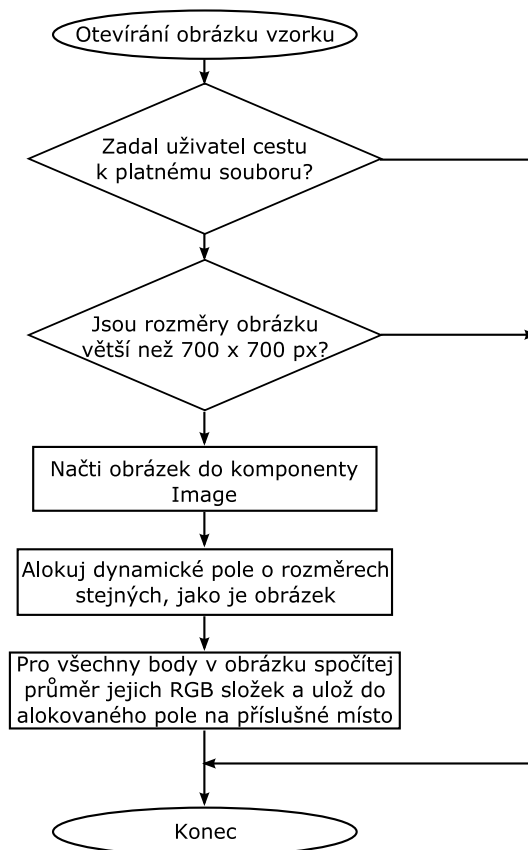 Otevírání obrázku vzorku
Zadal uživatel cestu
k platnému souboru?
Jsou rozměry obrázku
větší než 700 x 700 px?
Načti obrázek do komponenty
Image
Alokuj dynamické pole o rozměrech
stejných, jako je obrázek
Pro všechny body v obrázku spočítej
průměr jejich RGB složek a ulož do
alokovaného pole na příslušné místo
Konec